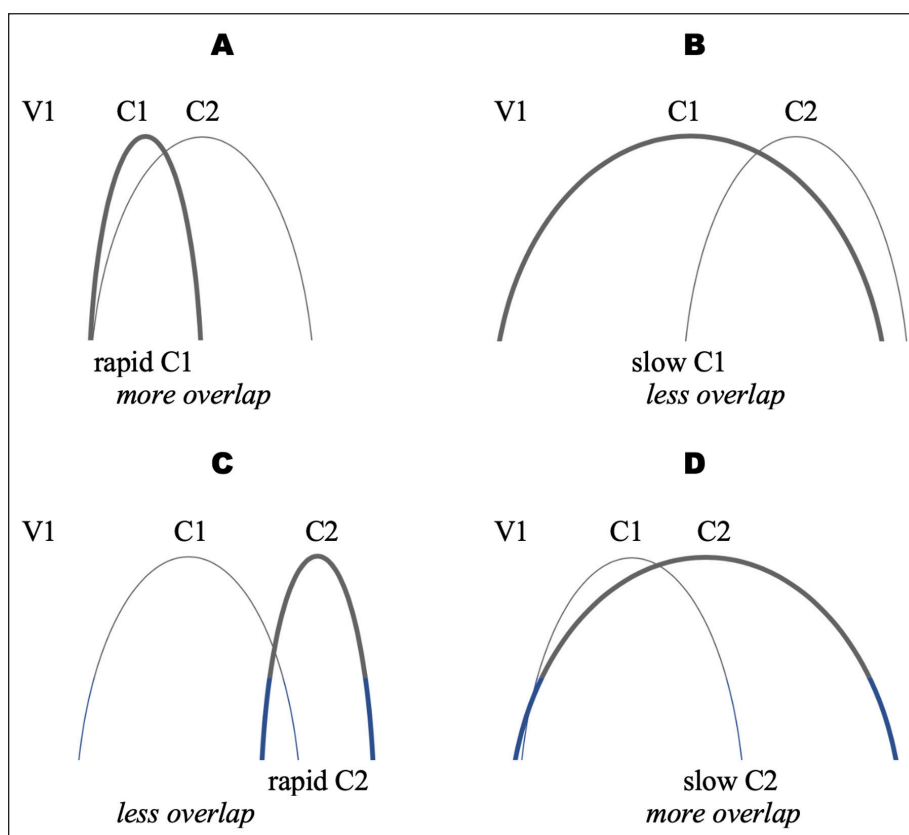 A
V1 C1 C2
rapid C1
more overlap
B
V1 C1 C2
slow C1
less overlap
C
V1 C1 C2
rapid C2
less overlap
D
V1 C1 C2
slow C2
more overlap